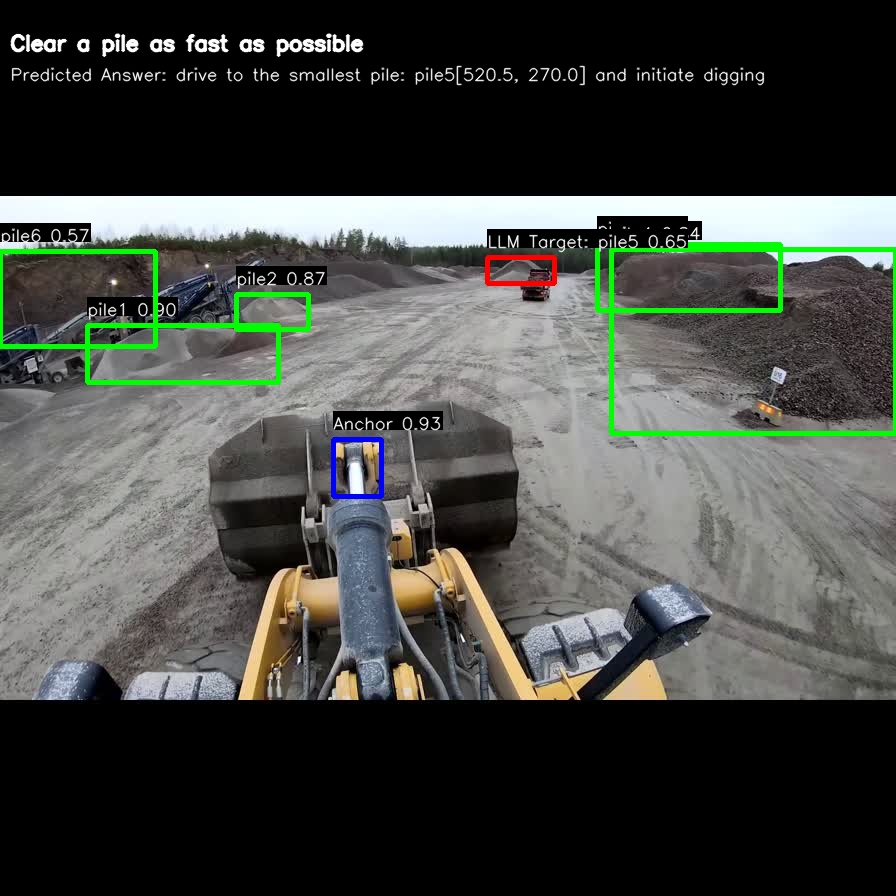 Clear a pile as fast as possible
Predicted Answer: drive to the smallest pile: pile5[520.5, 270.0] and initiate digging
pile6 0.57
LLM Target: pile5 0.65
pile2 0.87
pile1 0.90
Anchor 0.93